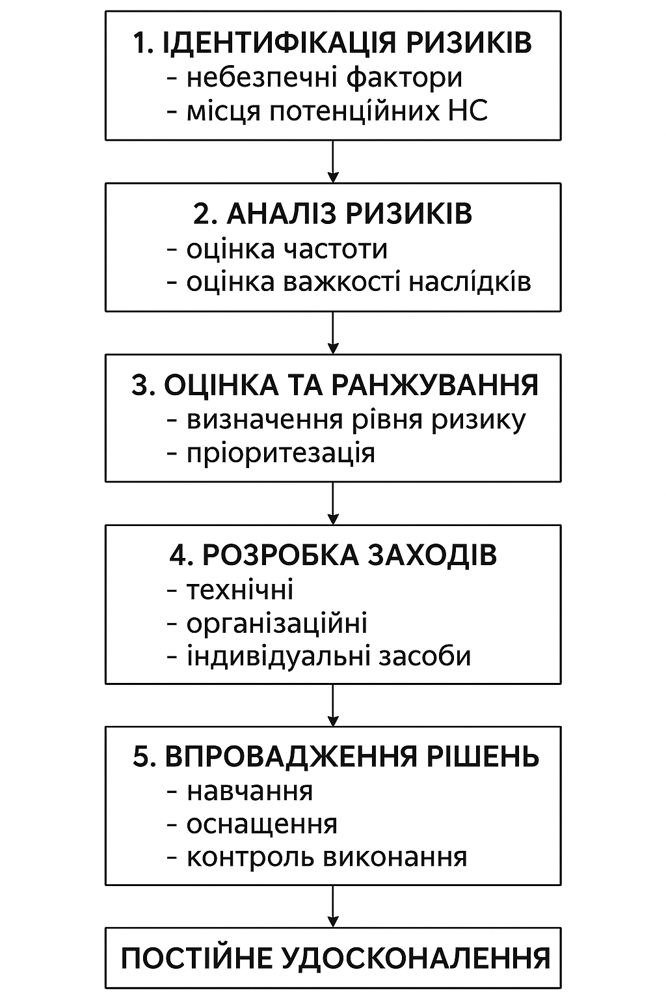 1. ІДЕНТИФІКАЦІЯ РИЗИКІВ
- небезпечні фактори
- місця потенційних НС
2. АНАЛІЗ РИЗИКІВ
- оцінка частоти
- оцінка важкості наслідків
3. ОЦІНКА ТА РАНЖУВАННЯ
- визначення рівня ризику
- пріоритезація
4. РОЗРОБКА ЗАХОДІВ
- технічні
- організаційні
- індивідуальні засоби
5. ВПРОВАДЖЕННЯ РІШЕНЬ
- навчання
- оснащення
- контроль виконання
ПОСТІЙНЕ УДОСКОНАЛЕННЯ